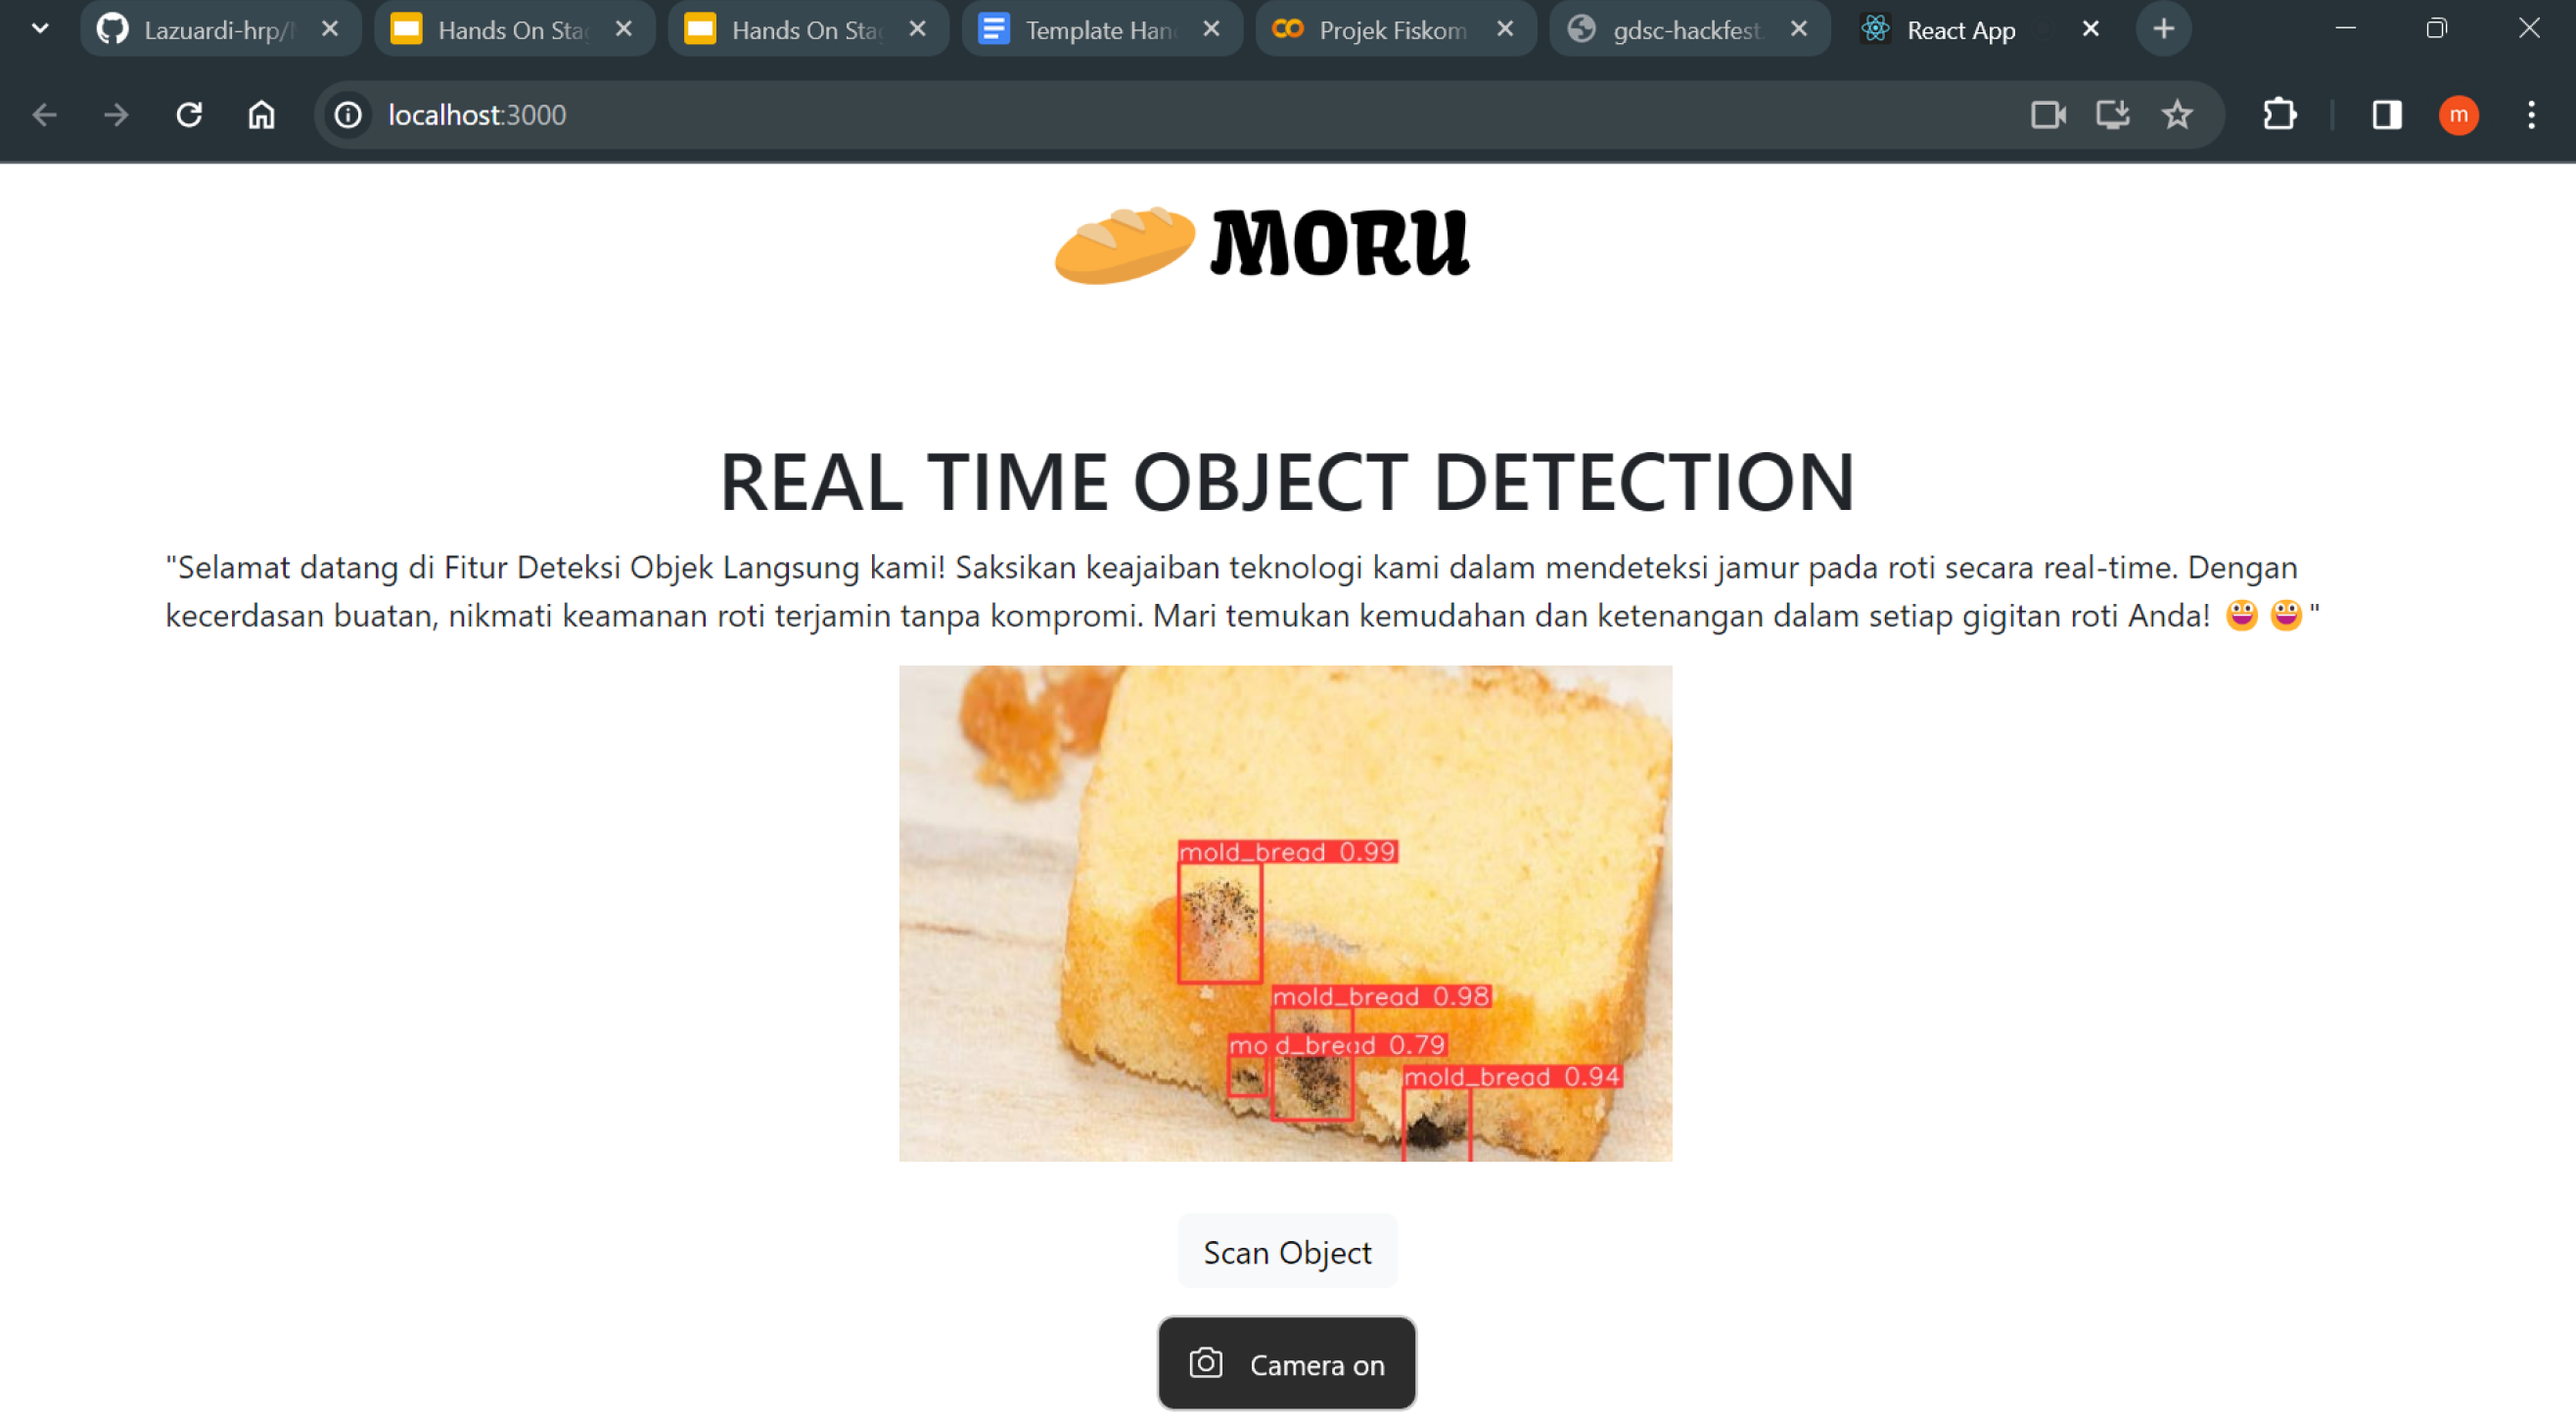 Lazuardi-hrp/
Hands On Sta
Hands On Sta
Template Han
Projek Fiskom
gdsc-hackfest
React App
localhost:3000
m
MORU
REAL TIME OBJECT DETECTION
"Selamat datang di Fitur Deteksi Objek Langsung kami! Saksikan keajaiban teknologi kami dalam mendeteksi jamur pada roti secara real-time. Dengan
kecerdasan buatan, nikmati keamanan roti terjamin tanpa kompromi. Mari temukan kemudahan dan ketenangan dalam setiap gigitan roti Anda! 😀 😀 "
mold_bread 0.99
mold_bread 0.98
mold_bread 0.79
mold_bread 0.94
Scan Object
Camera on